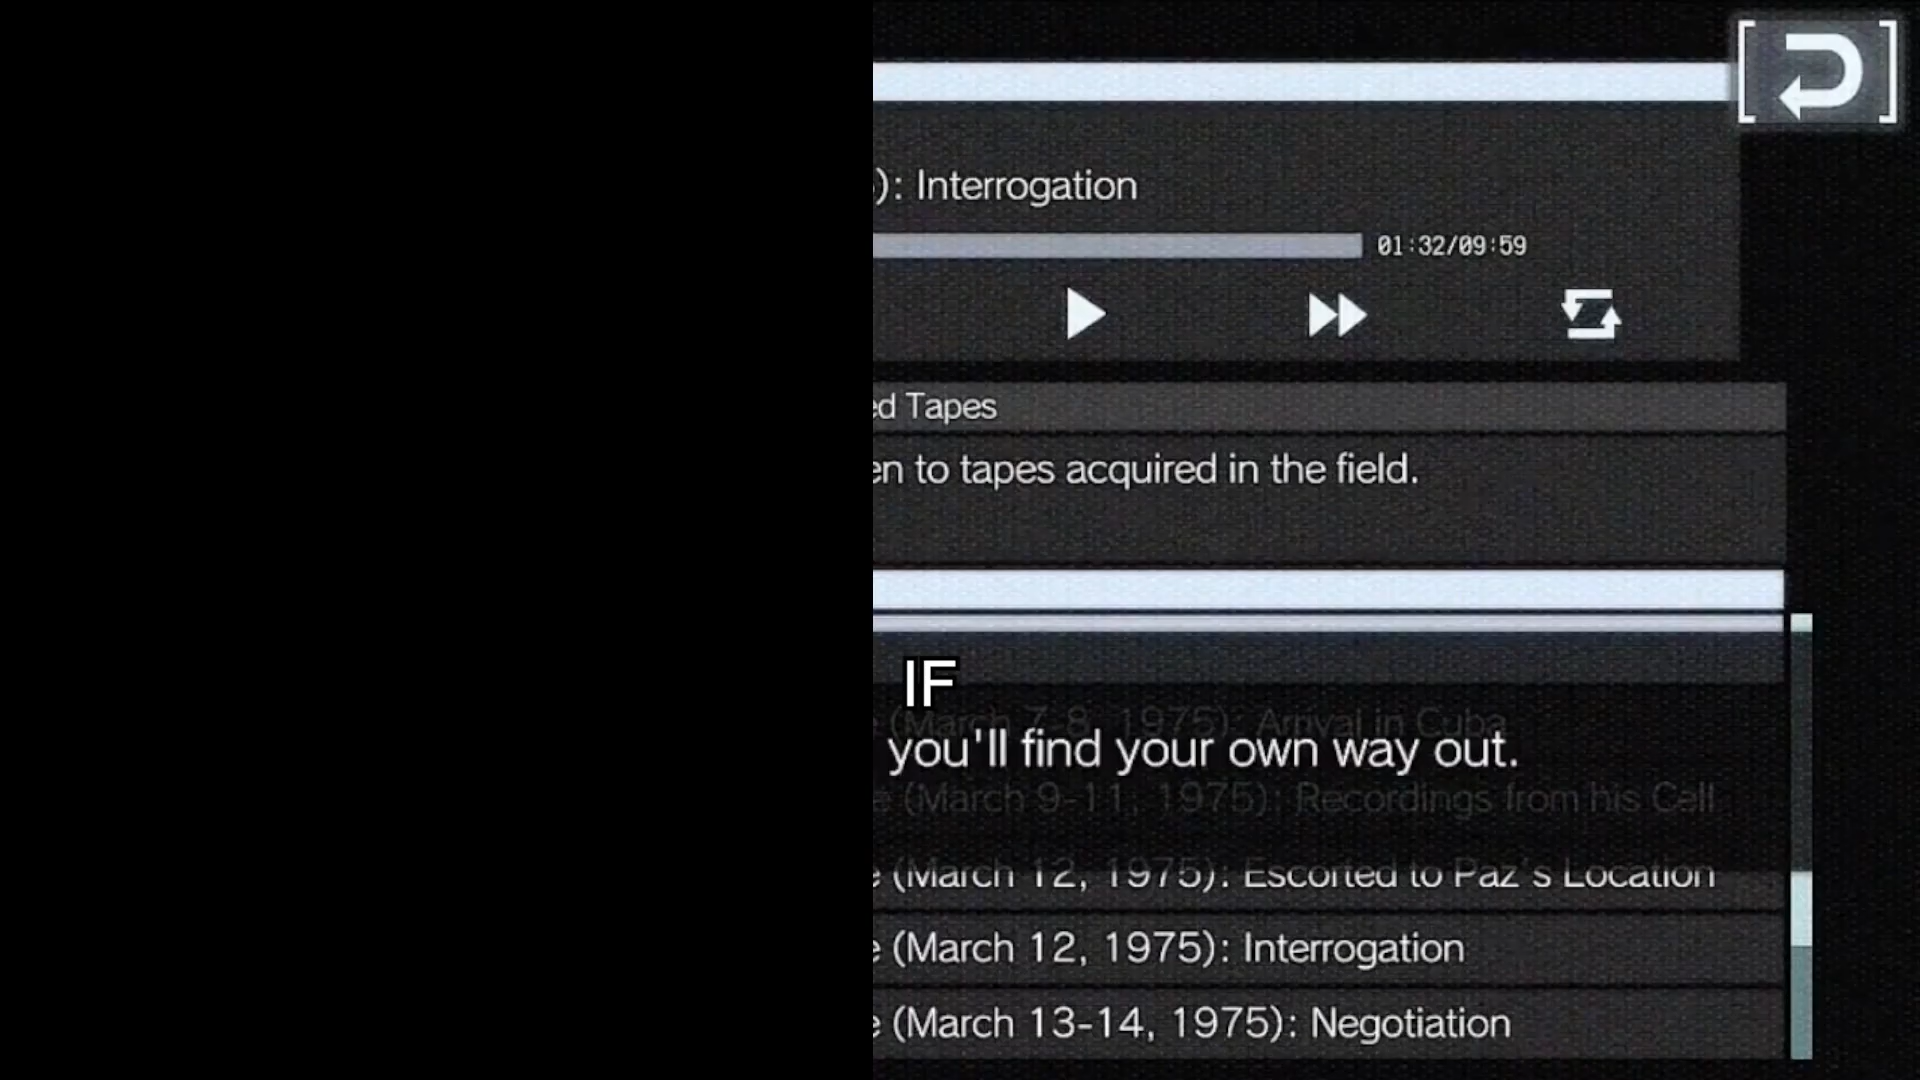 ): Interrogation
01:32/09:59
ed Tapes
en to tapes acquired in the field.
IF
(March 7-8, 1975): Arrival in Cuba
you'll find your own way out.
e (March 9-11, 1975): Recordings from his Cell
e (March 12, 1975): Escorted to Paz's Location
e (March 12, 1975): Interrogation
e (March 13-14, 1975): Negotiation